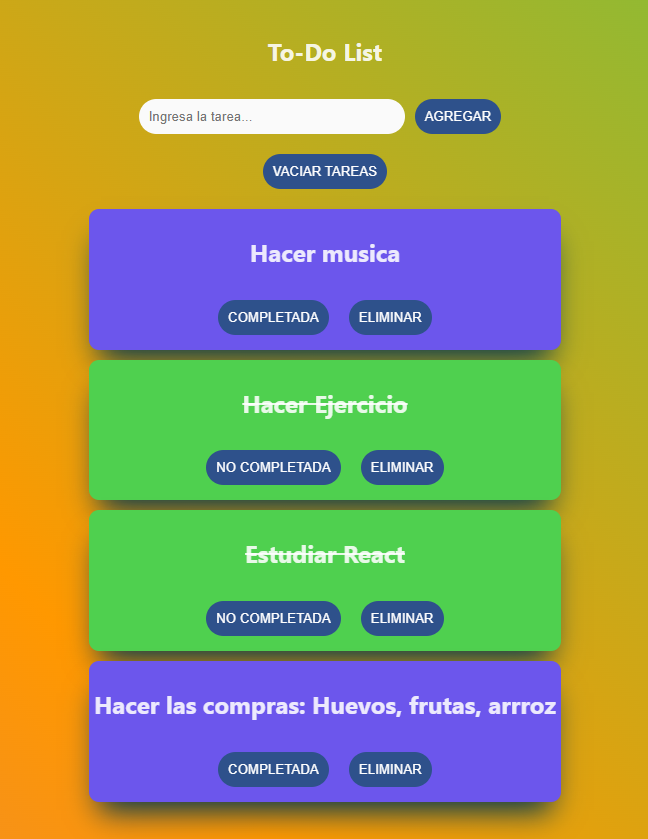 To-Do List
Ingresa la tarea... AGREGAR
VACIAR TAREAS
Hacer musica
COMPLETADA ELIMINAR
Hacer Ejercicio
NO COMPLETADA ELIMINAR
Estudiar React
NO COMPLETADA ELIMINAR
Hacer las compras: Huevos, frutas, arrroz
COMPLETADA ELIMINAR